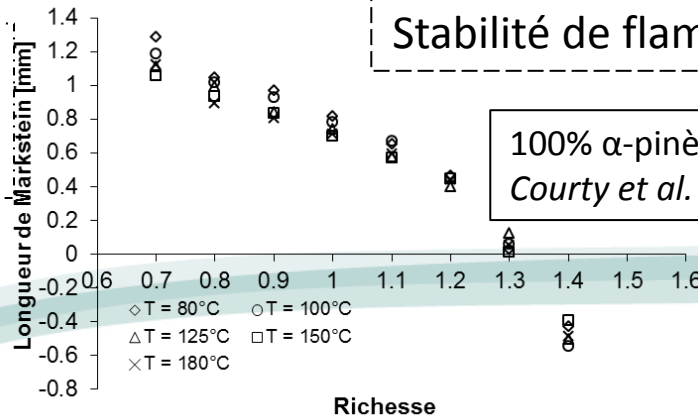 Stabilité de flam
100% α-pinè
Courty et al.
Longueur de Markstein [mm]
1.4
1.2
1
0.8
0.6
0.4
0.2
0
-0.2
-0.4
-0.6
-0.8
0.6 0.7 0.8 0.9 1.0 1.1 1.2 1.3 1.4 1.5 1.6
◇ T = 80°C ○ T = 100°C
△ T = 125°C □ T = 150°C
× T = 180°C
Richesse